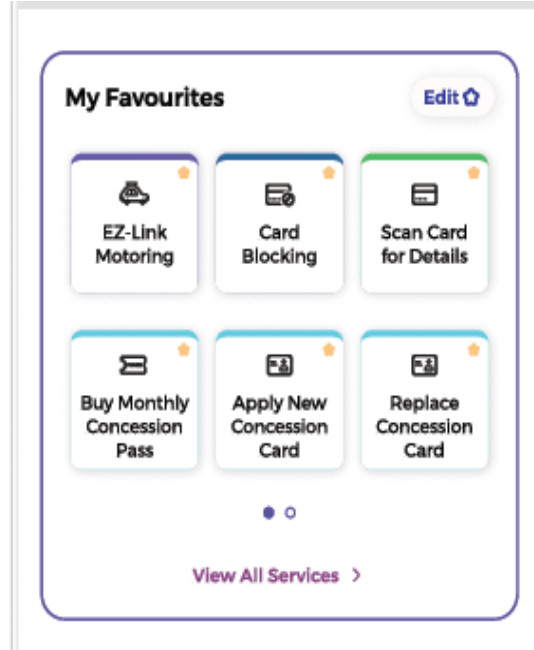 My Favourites
Edit
EZ-Link
Motoring
Card
Blocking
Scan Card
for Details
Buy Monthly
Concession
Pass
Apply New
Concession
Card
Replace
Concession
Card
View All Services >